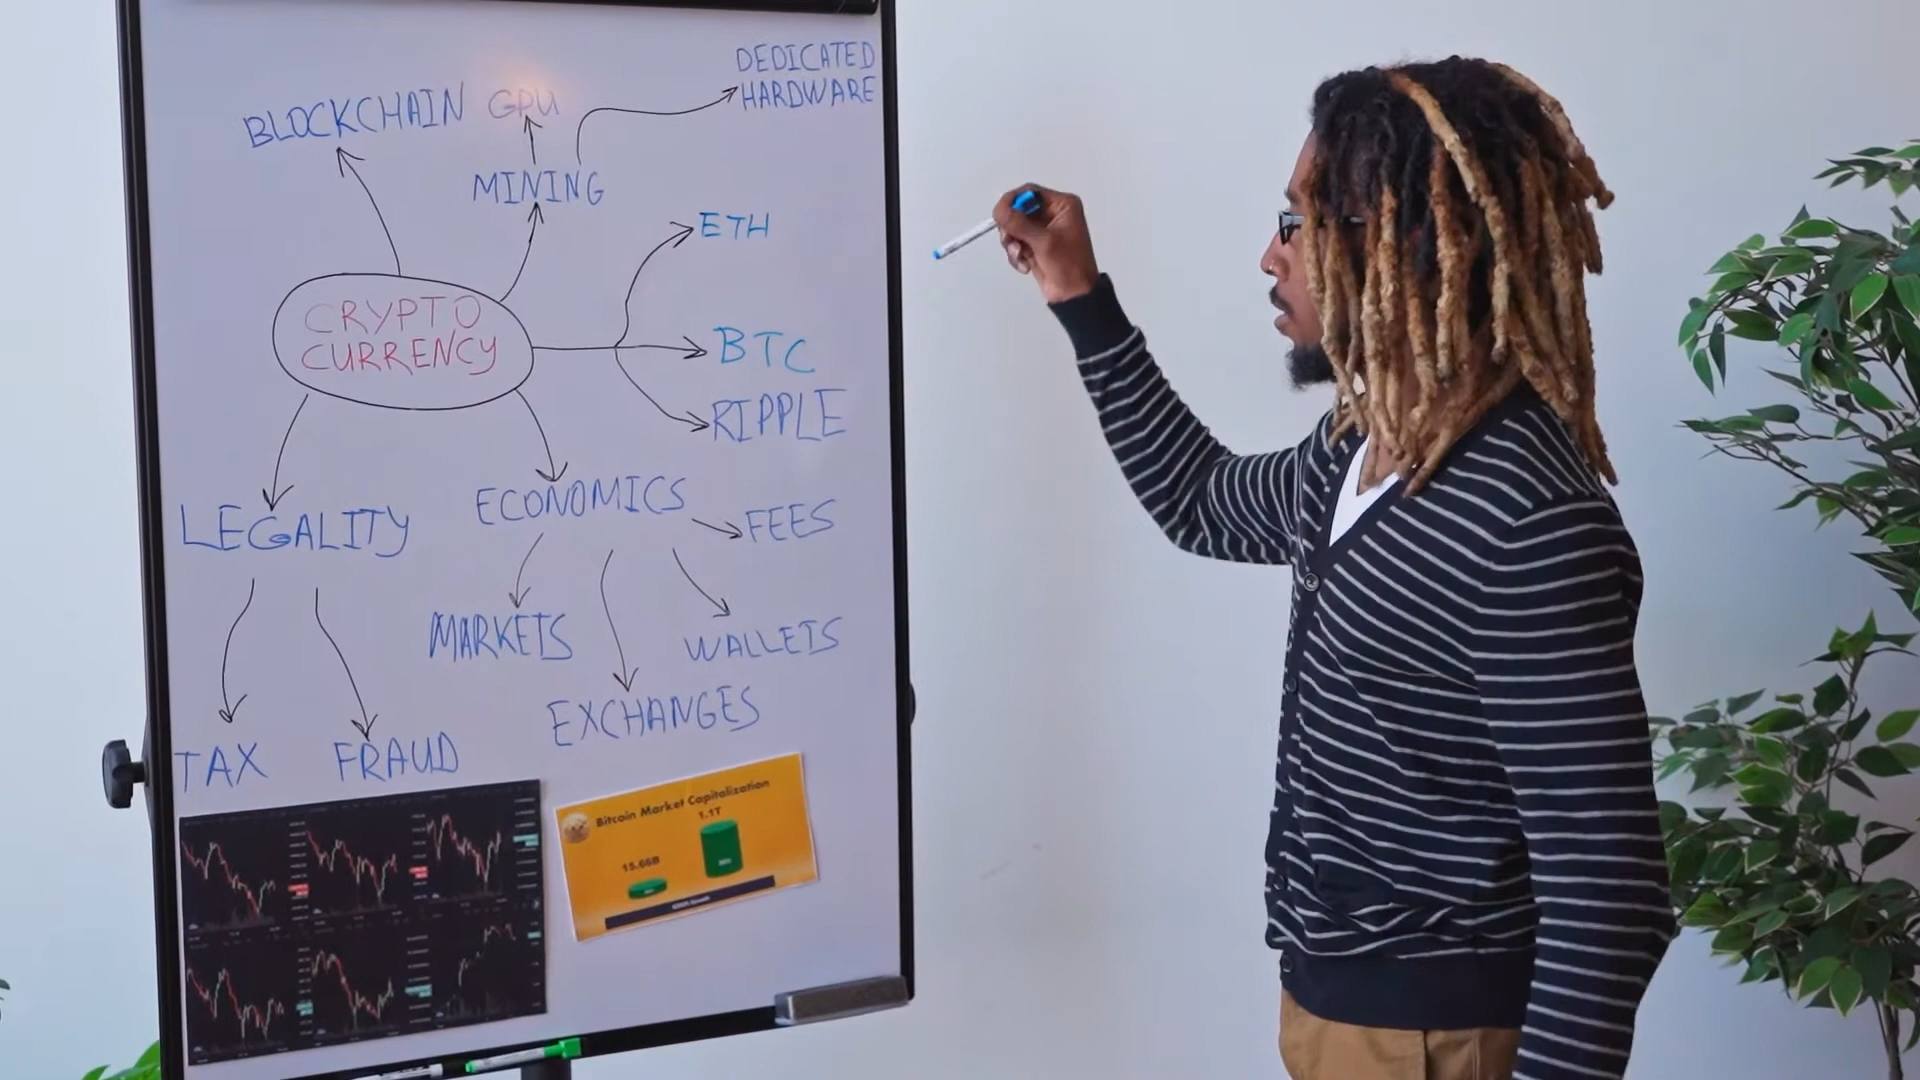 DEDICATED
HARDWARE
BLOCKCHAIN
GPU
MINING
ETH
CRYPTO
CURRENCY
BTC
RIPPLE
LEGALITY
ECONOMICS
FEES
MARKETS
WALLETS
EXCHANGES
TAX
FRAUD
Bitcoin Market Capitalization
1.1T
15.66B